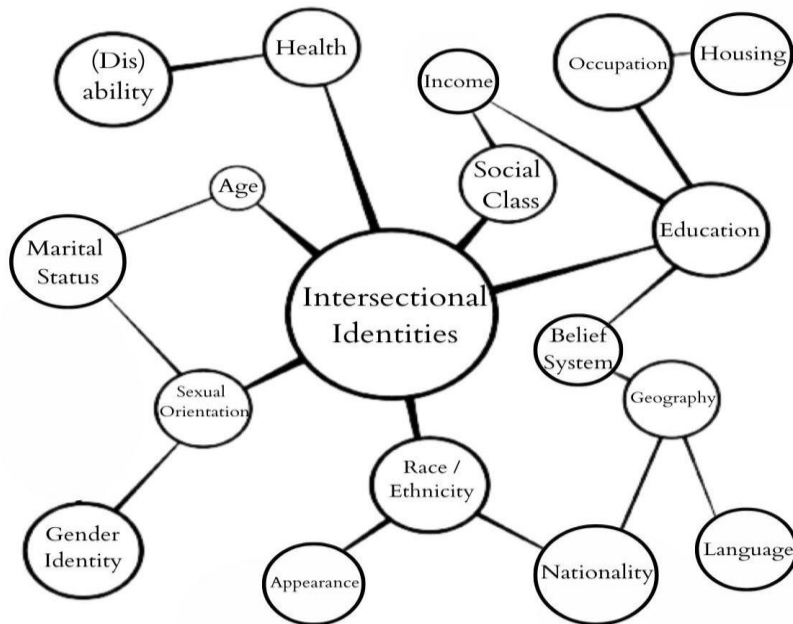 (Dis)
ability
Health
Income
Occupation
Housing
Age
Social
Class
Marital
Status
Education
Intersectional
Identities
Belief
System
Sexual
Orientation
Geography
Race /
Ethnicity
Gender
Identity
Appearance
Nationality
Language